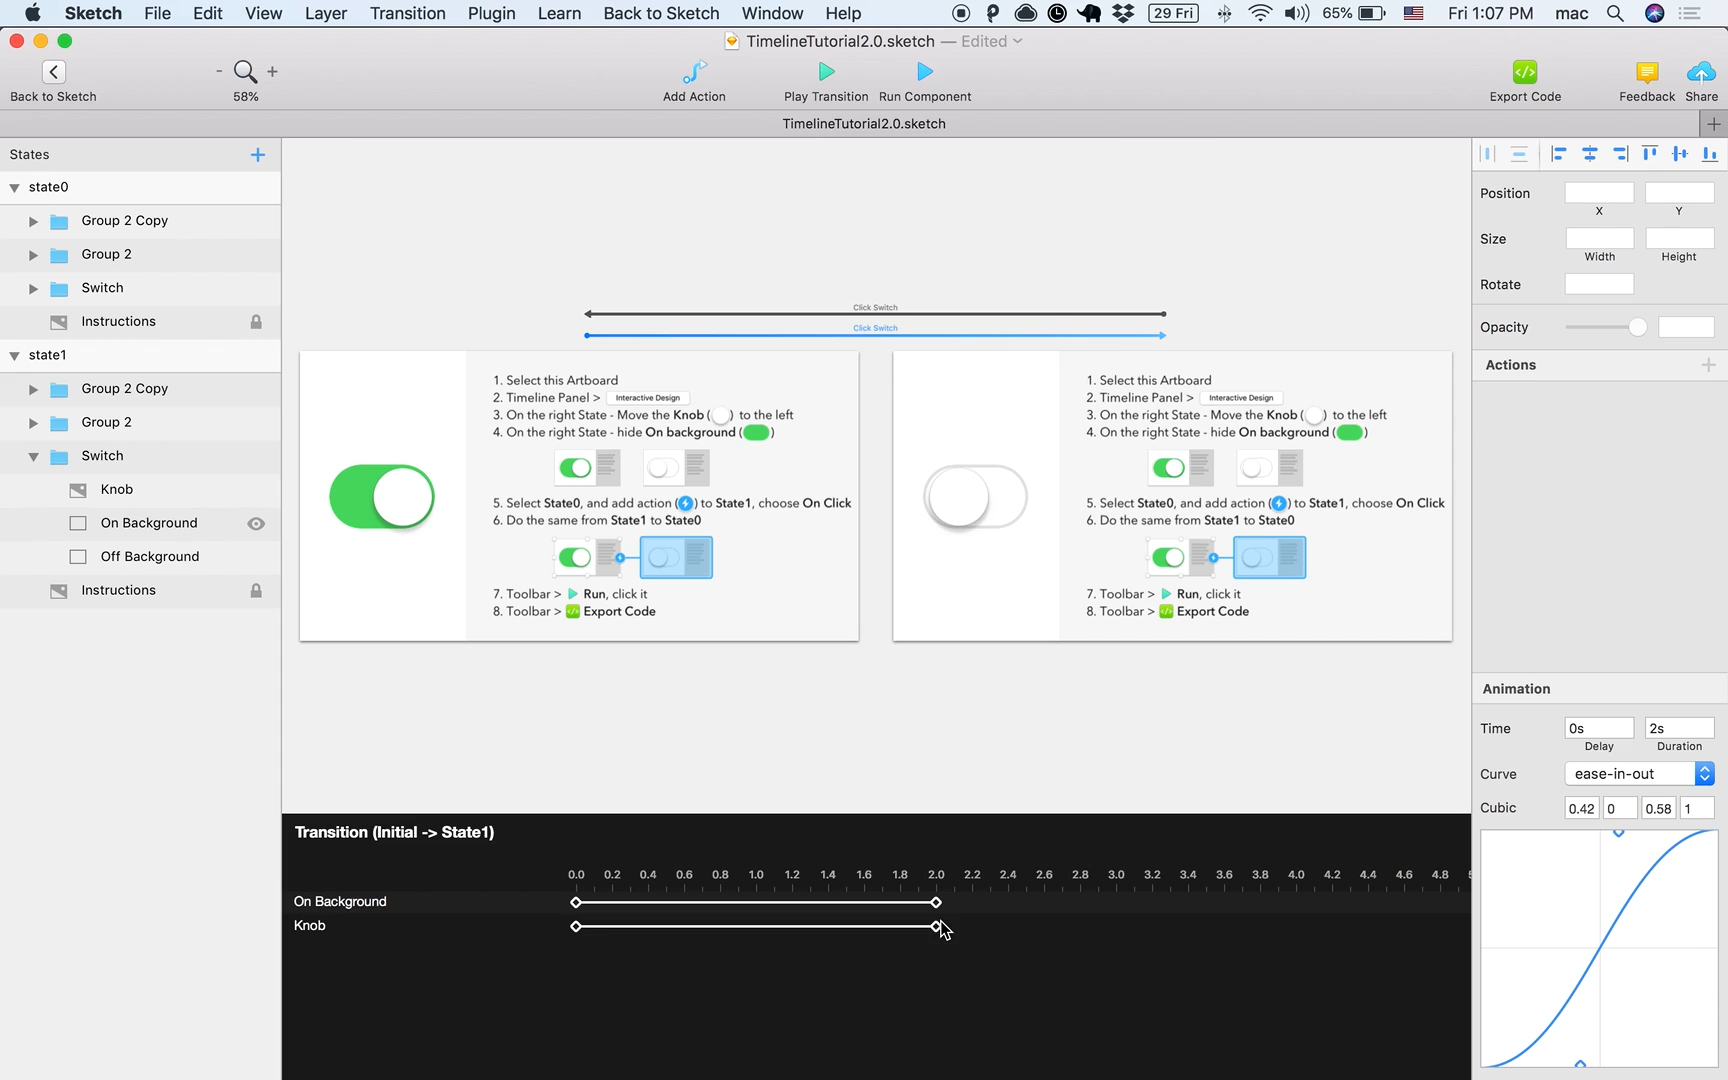 Sketch File Edit View Layer Transition Plugin Learn Back to Sketch Window Help 29 Fri 65% Fri 1:07 PM mac
TimelineTutorial2.0.sketch — Edited
Back to Sketch - 58% + Add Action Play Transition Run Component </> Export Code Feedback Share
TimelineTutorial2.0.sketch +
States +
state0
Group 2 Copy
Group 2
Switch
Instructions
state1
Group 2 Copy
Group 2
Switch
Knob
On Background
Off Background
Instructions
Click Switch
Click Switch
1. Select this Artboard
2. Timeline Panel > Interactive Design
3. On the right State - Move the Knob ( ) to the left
4. On the right State - hide On background ( )
5. Select State0, and add action ( ) to State1, choose On Click
6. Do the same from State1 to State0
7. Toolbar > Run, click it
8. Toolbar > </> Export Code
1. Select this Artboard
2. Timeline Panel > Interactive Design
3. On the right State - Move the Knob ( ) to the left
4. On the right State - hide On background ( )
5. Select State0, and add action ( ) to State1, choose On Click
6. Do the same from State1 to State0
7. Toolbar > Run, click it
8. Toolbar > </> Export Code
Position
X Y
Size
Width Height
Rotate
Opacity
Actions +
Animation
Time 0s 2s
Delay Duration
Curve ease-in-out
Cubic 0.42 0 0.58 1
Transition (Initial -> State1)
0.0 0.2 0.4 0.6 0.8 1.0 1.2 1.4 1.6 1.8 2.0 2.2 2.4 2.6 2.8 3.0 3.2 3.4 3.6 3.8 4.0 4.2 4.4 4.6 4.8
On Background
Knob